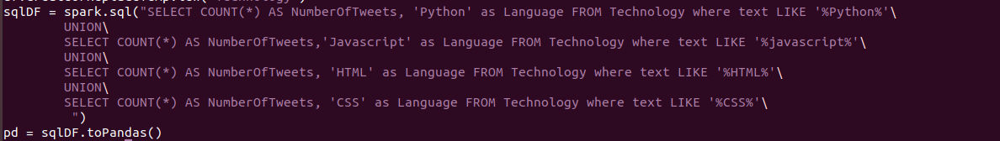 sqlDF = spark.sql("SELECT COUNT(*) AS NumberOfTweets, 'Python' as Language FROM Technology where text LIKE '%Python%'\
UNION\
SELECT COUNT(*) AS NumberOfTweets,'Javascript' as Language FROM Technology where text LIKE '%javascript%'\
UNION\
SELECT COUNT(*) AS NumberOfTweets, 'HTML' as Language FROM Technology where text LIKE '%HTML%'\
UNION\
SELECT COUNT(*) AS NumberOfTweets, 'CSS' as Language FROM Technology where text LIKE '%CSS%'\
")
pd = sqlDF.toPandas()